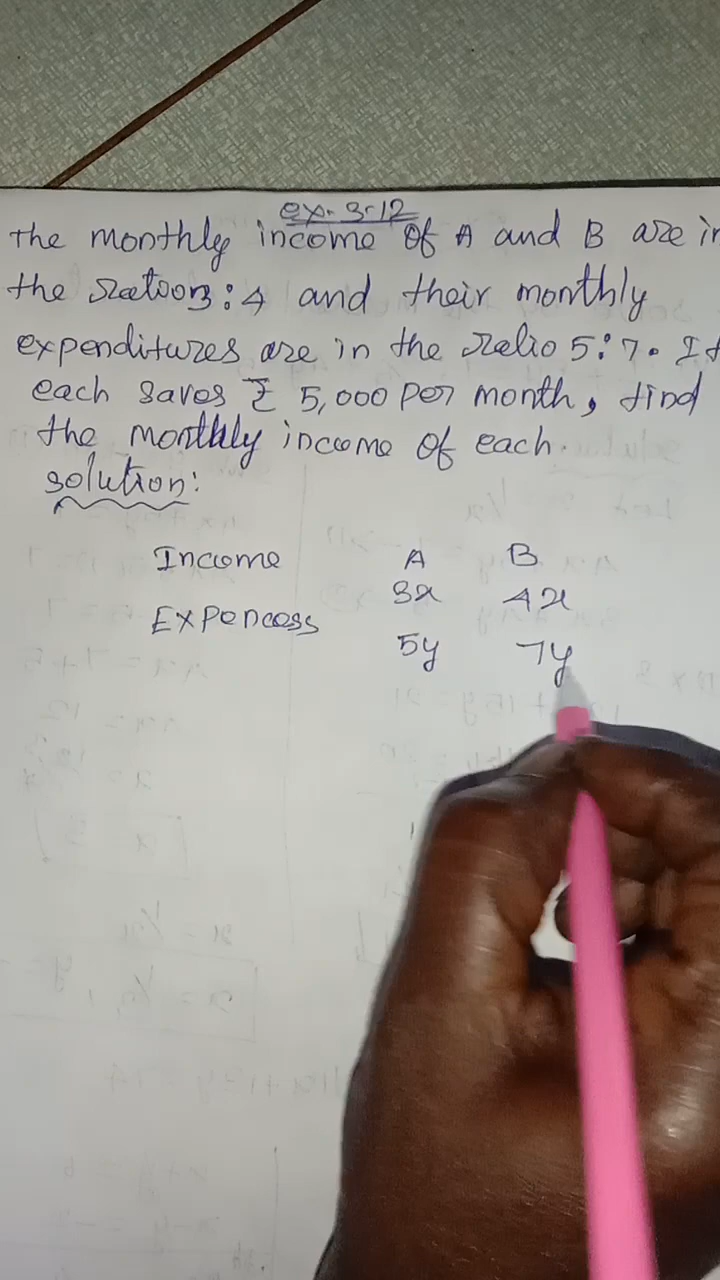 ex. 3.12
The monthly income of A and B are in
the ratio 3:4 and their monthly
expenditures are in the ratio 5:7. If
each saves ₹ 5,000 per month, find
the monthly income of each.
solution:
Income A B
3x 4x
Expencess
5y 7y